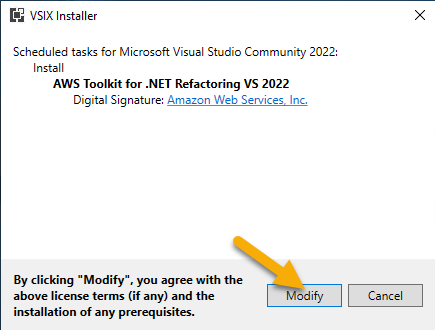 VSIX Installer
Scheduled tasks for Microsoft Visual Studio Community 2022:
Install
AWS Toolkit for .NET Refactoring VS 2022
Digital Signature: Amazon Web Services, Inc.
By clicking "Modify", you agree with the
above license terms (if any) and the
installation of any prerequisites.
Modify
Cancel